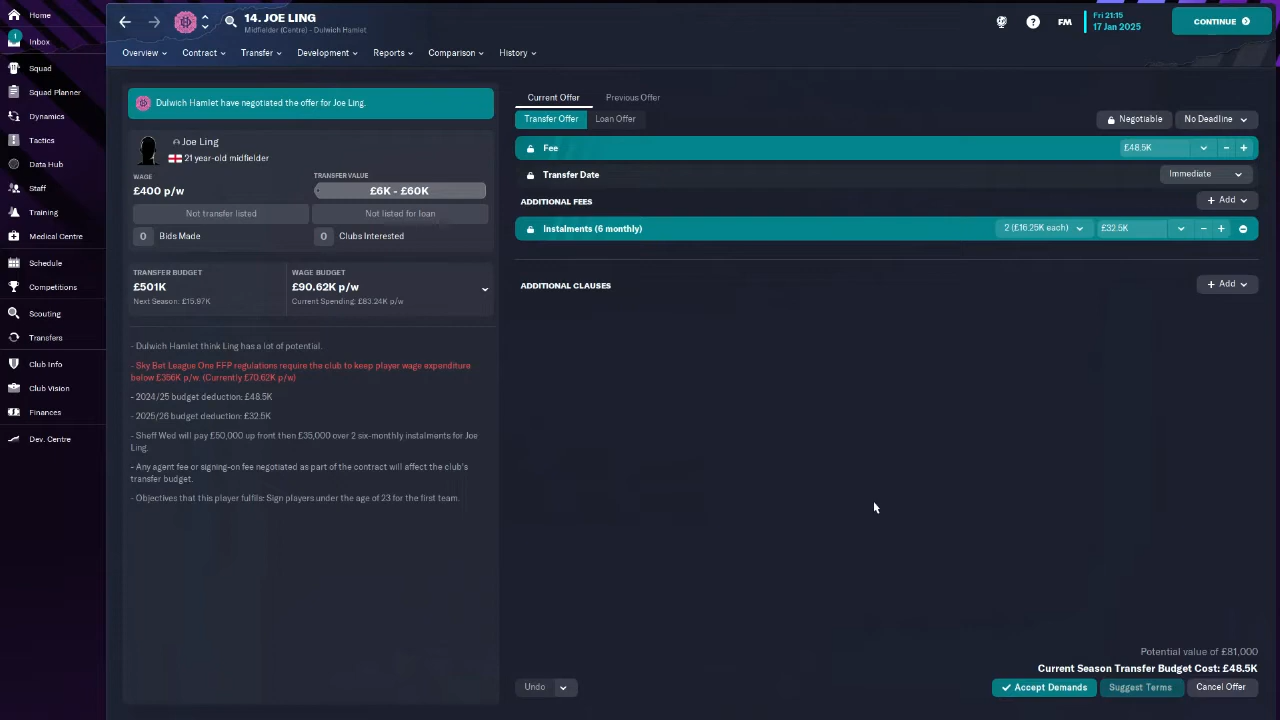 Home
1
Inbox
Squad
Squad Planner
Dynamics
Tactics
Data Hub
Staff
Training
Medical Centre
Schedule
Competitions
Scouting
Transfers
Club Info
Club Vision
Finances
Dev. Centre
14. JOE LING
Midfielder (Centre) - Dulwich Hamlet
FM
Fri 21:15
17 Jan 2025
CONTINUE
Overview
Contract
Transfer
Development
Reports
Comparison
History
Dulwich Hamlet have negotiated the offer for Joe Ling.
Joe Ling
21 year-old midfielder
WAGE
£400 p/w
TRANSFER VALUE
£6K - £60K
Not transfer listed
Not listed for loan
0 Bids Made
0 Clubs Interested
TRANSFER BUDGET
£501K
Next Season: £15.97K
WAGE BUDGET
£90.62K p/w
Current Spending: £83.24K p/w
- Dulwich Hamlet think Ling has a lot of potential.
- Sky Bet League One FFP regulations require the club to keep player wage expenditure
below £356K p/w. (Currently £70.62K p/w)
- 2024/25 budget deduction: £48.5K
- 2025/26 budget deduction: £32.5K
- Sheff Wed will pay £50,000 up front then £35,000 over 2 six-monthly instalments for Joe
Ling.
- Any agent fee or signing-on fee negotiated as part of the contract will affect the club's
transfer budget.
- Objectives that this player fulfils: Sign players under the age of 23 for the first team.
Current Offer
Previous Offer
Transfer Offer
Loan Offer
Negotiable
No Deadline
Fee
£48.5K
Transfer Date
Immediate
ADDITIONAL FEES
+ Add
Instalments (6 monthly)
2 (£16.25K each)
£32.5K
ADDITIONAL CLAUSES
+ Add
Potential value of £81,000
Current Season Transfer Budget Cost: £48.5K
Undo
Accept Demands
Suggest Terms
Cancel Offer